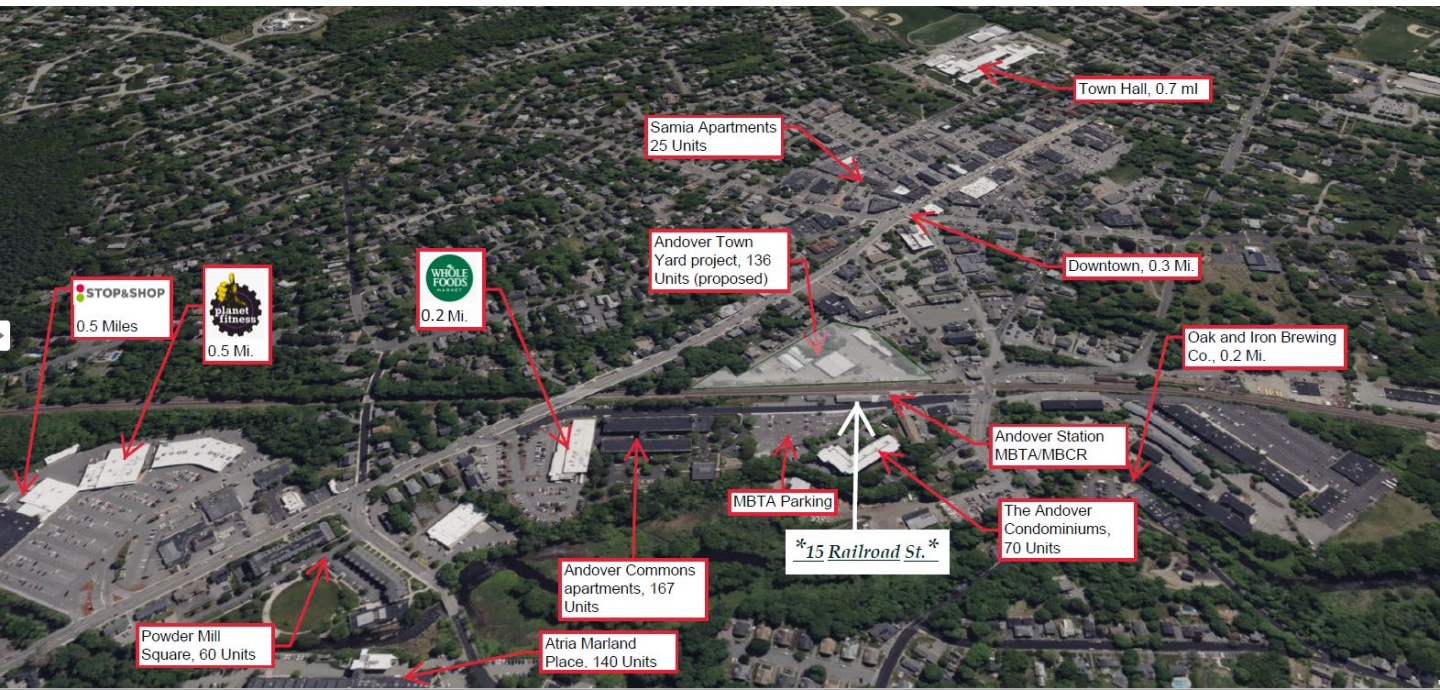 Town Hall, 0.7 ml
Samia Apartments
25 Units
Andover Town
Yard project, 136
Units (proposed)
Downtown, 0.3 Mi.
STOP&SHOP
0.5 Miles
planet
fitness
0.5 Mi.
WHOLE
FOODS
MARKET
0.2 Mi.
Oak and Iron Brewing
Co., 0.2 Mi.
Andover Station
MBTA/MBCR
MBTA Parking
The Andover
Condominiums,
70 Units
*15 Railroad St.*
Andover Commons
apartments, 167
Units
Powder Mill
Square, 60 Units
Atria Marland
Place, 140 Units